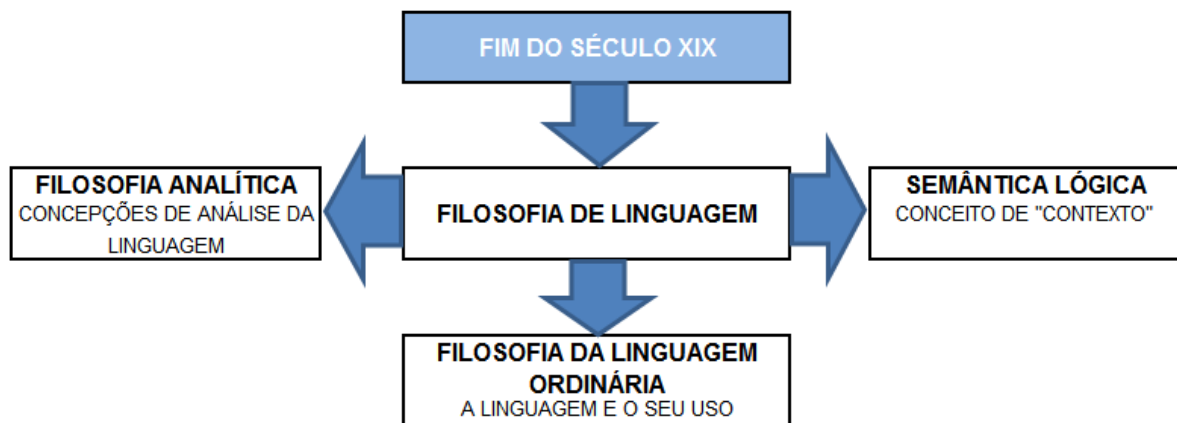 FIM DO SÉCULO XIX
FILOSOFIA ANALÍTICA
CONCEPÇÕES DE ANÁLISE DA
LINGUAGEM
FILOSOFIA DE LINGUAGEM
SEMÂNTICA LÓGICA
CONCEITO DE "CONTEXTO"
FILOSOFIA DA LINGUAGEM
ORDINÁRIA
A LINGUAGEM E O SEU USO